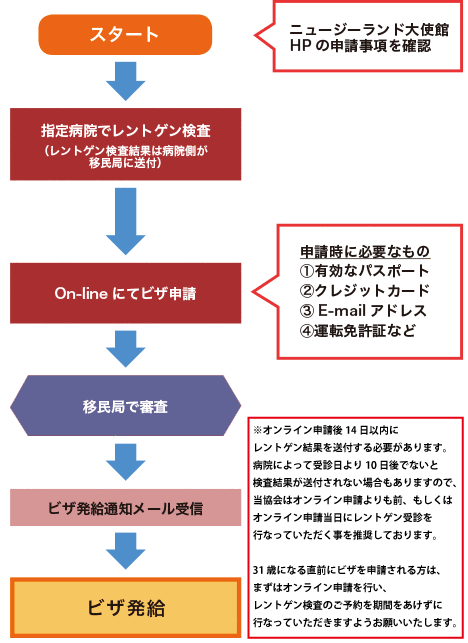 スタート
ニュージーランド大使館
HPの申請事項を確認
指定病院でレントゲン検査
（レントゲン検査結果は病院側が
移民局に送付）
On-line にてビザ申請
申請時に必要なもの
①有効なパスポート
②クレジットカード
③ E-mail アドレス
④運転免許証など
移民局で審査
ビザ発給通知メール受信
ビザ発給
※オンライン申請後 14 日以内に
レントゲン結果を送付する必要があります。
病院によって受診日より 10 日後でないと
検査結果が送付されない場合もありますので、
当協会はオンライン申請よりも前、もしくは
オンライン申請当日にレントゲン受診を
行なっていただく事を推奨しております。
31 歳になる直前にビザを申請される方は、
まずはオンライン申請を行い、
レントゲン検査のご予約を期間をあけずに
行なっていただきますようお願いいたします。